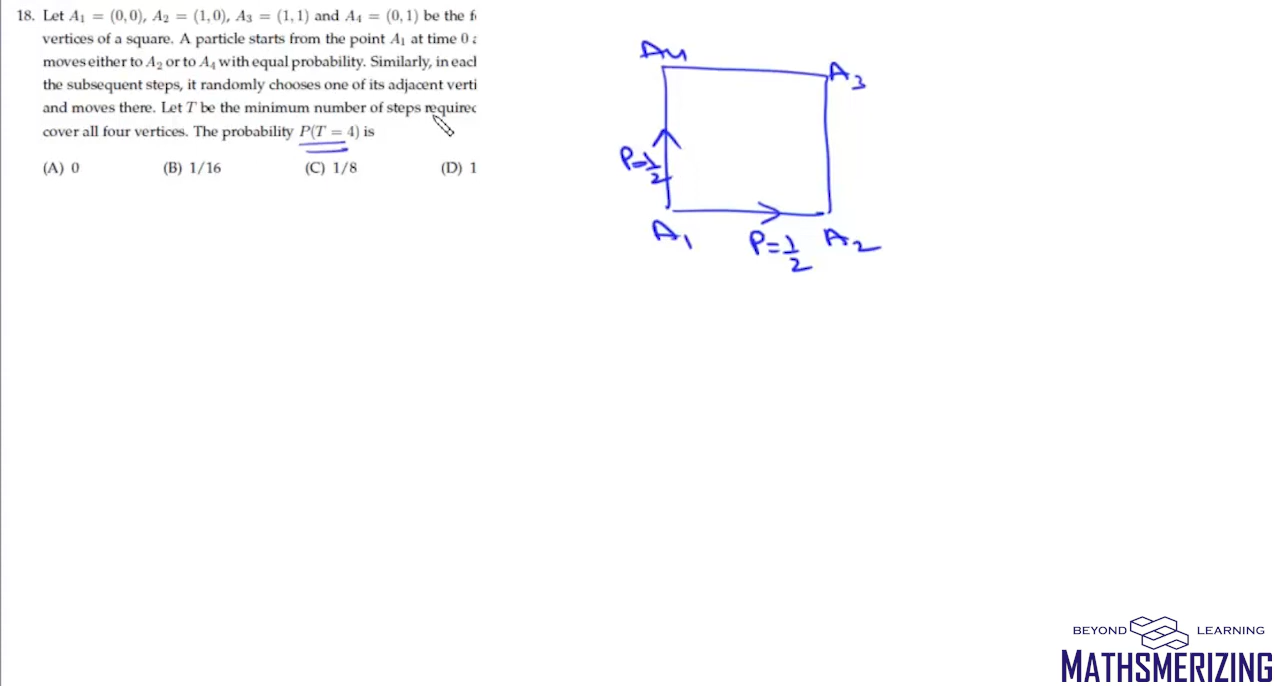 18. Let A₁ = (0,0), A₂ = (1,0), A₃ = (1,1) and A₄ = (0,1) be the
vertices of a square. A particle starts from the point A₁ at time 0
moves either to A₂ or to A₄ with equal probability. Similarly, in
the subsequent steps, it randomly chooses one of its adjacent
and moves there. Let T be the minimum number of steps
cover all four vertices. The probability P(T = 4) is
(A) 0 (B) 1/16 (C) 1/8 (D) 1
A4
A3
P=1/2
A1
P=1/2
A2
BEYOND LEARNING
MATHSMERIZING